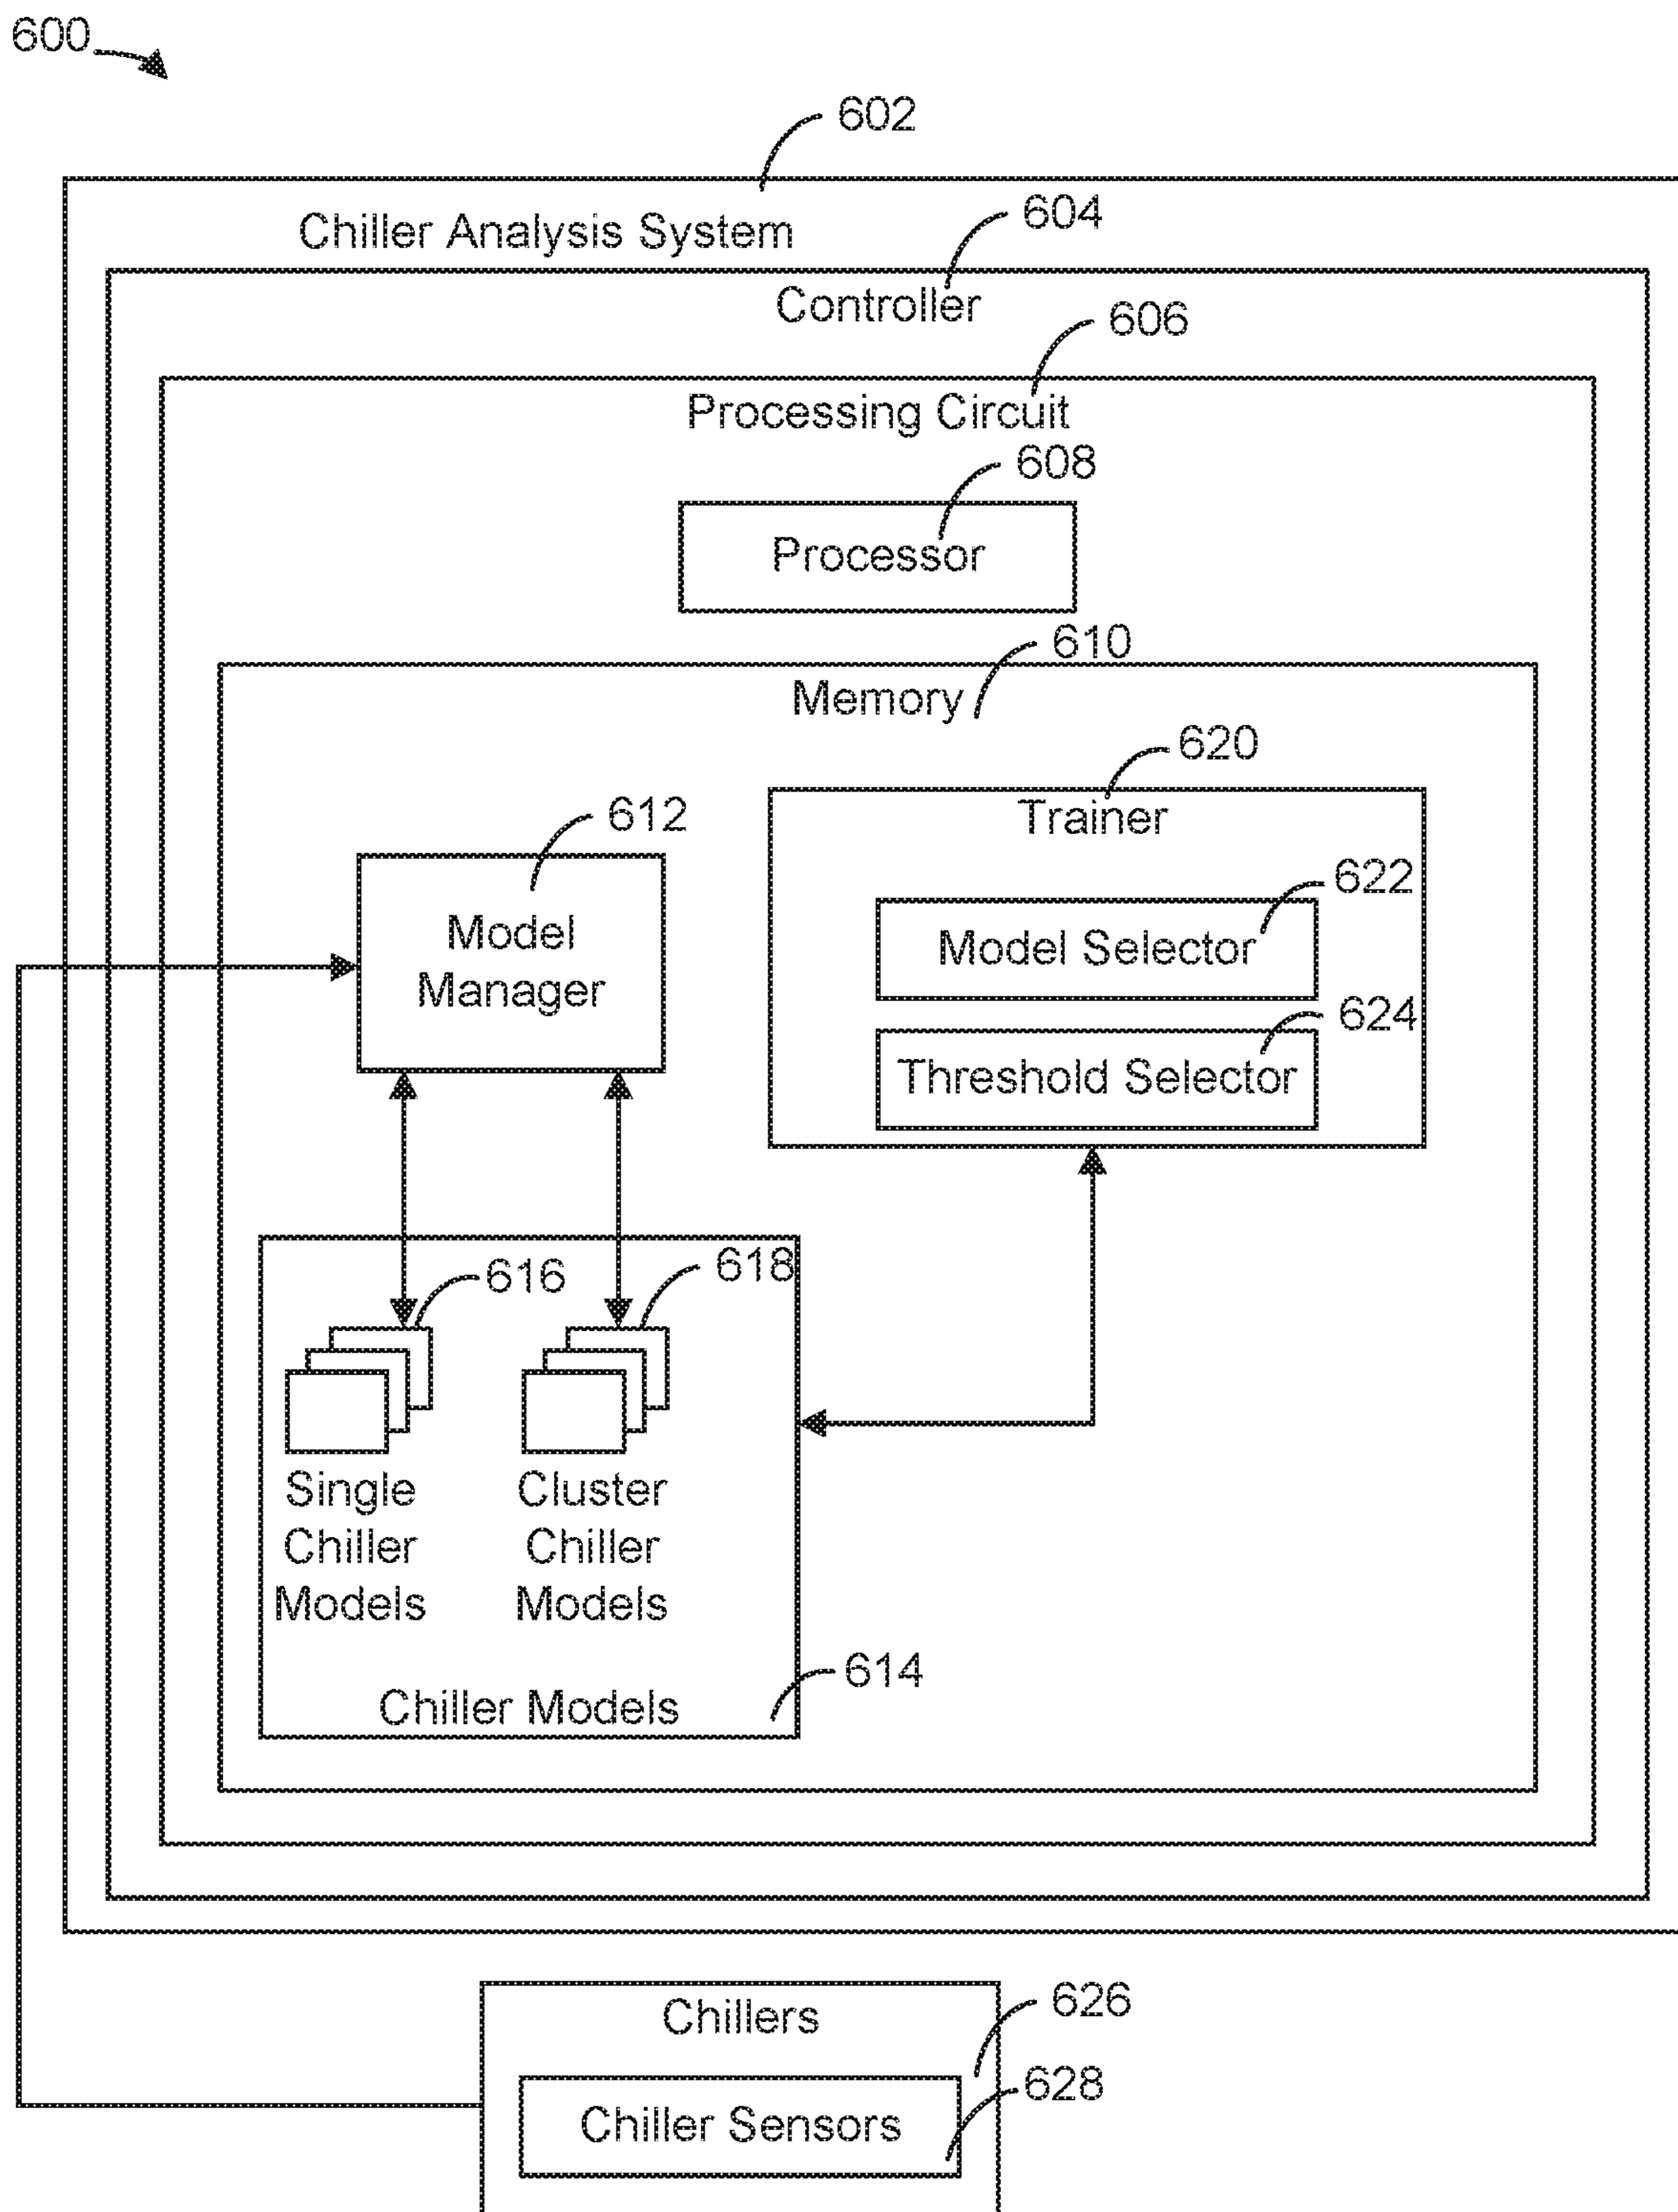 600
602
Chiller Analysis System
604
Controller
606
Processing Circuit
608
Processor
610
Memory
620
Trainer
612
Model
Manager
622
Model Selector
624
Threshold Selector
616
618
Single
Chiller
Models
Cluster
Chiller
Models
614
Chiller Models
626
Chillers
628
Chiller Sensors